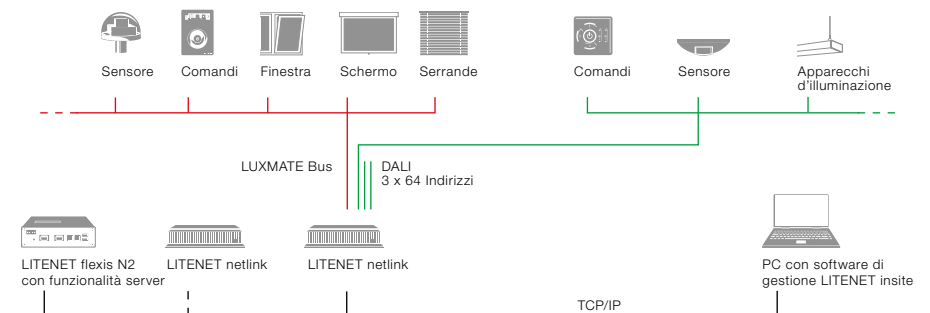 Sensore
Comandi
Finestra
Schermo
Serrande
Comandi
Sensore
Apparecchi
d'illuminazione
LUXMATE Bus
DALI
3 x 64 Indirizzi
LITENET flexis N2
con funzionalità server
LITENET netlink
LITENET netlink
PC con software di
gestione LITENET insite
TCP/IP